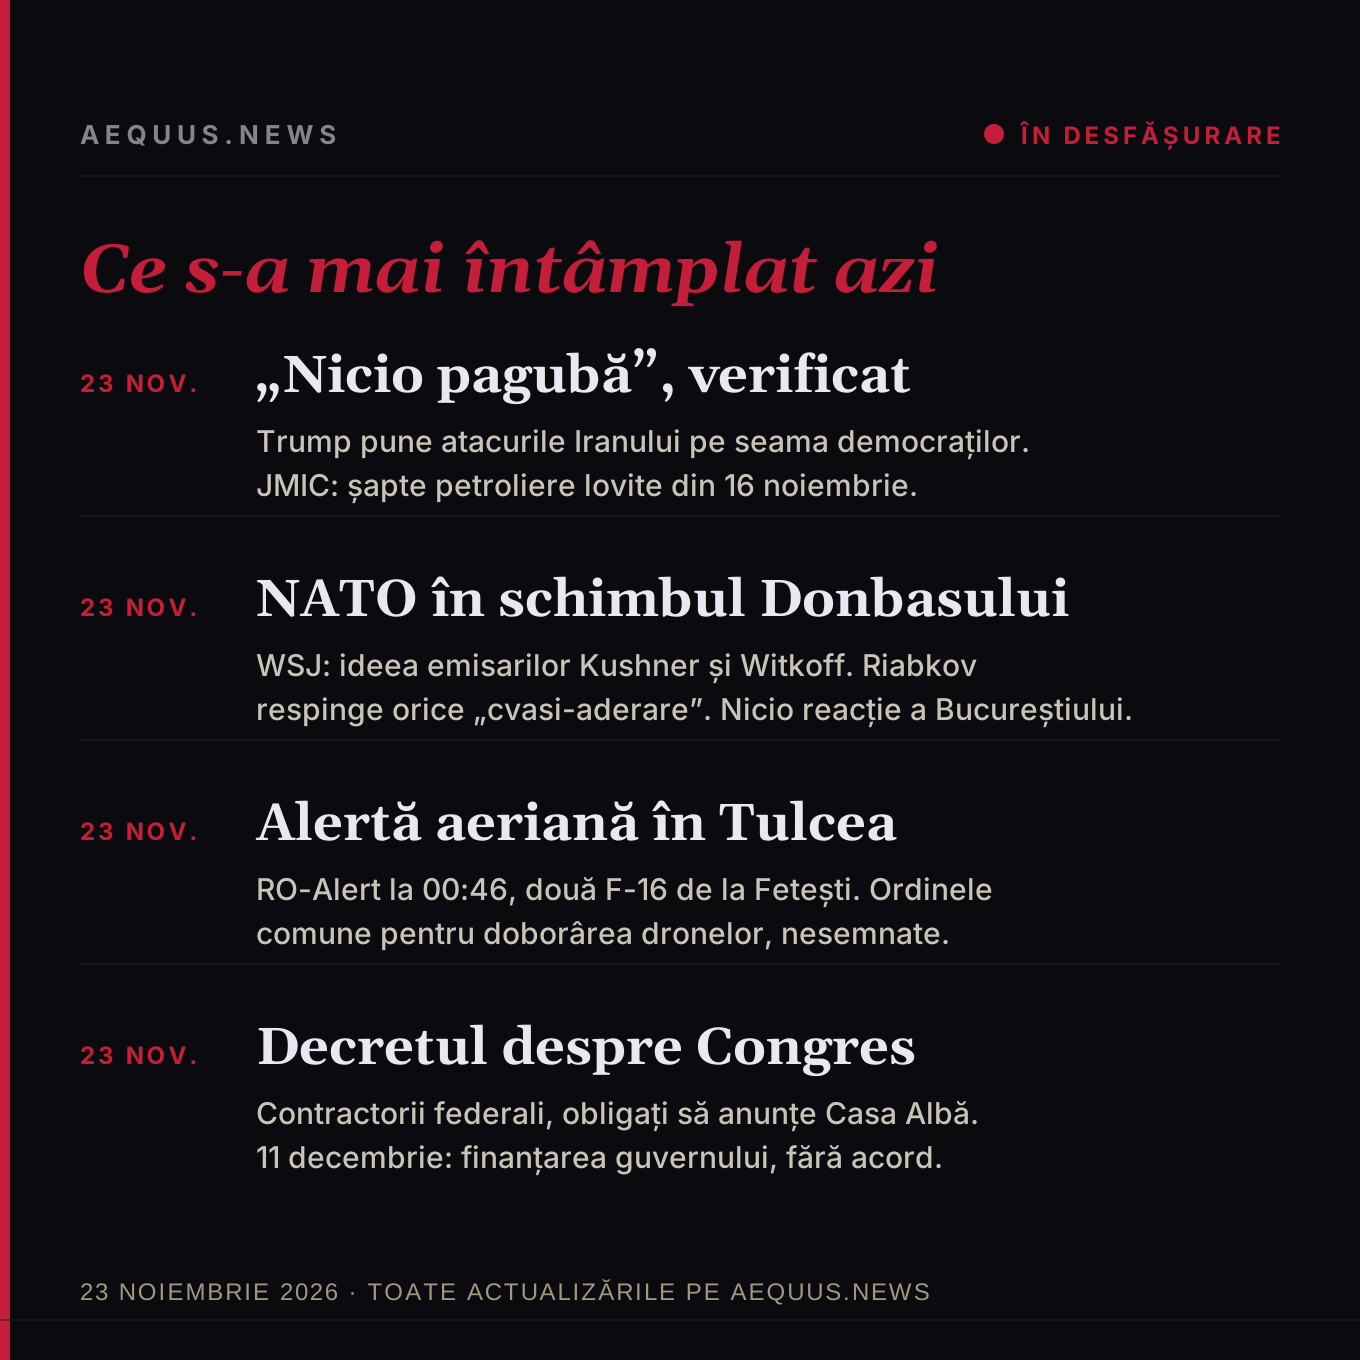 AEQUUS.NEWS
ÎN DESFĂȘURARE
Ce s-a mai întâmplat azi
23 NOV.
„Nicio pagubă”, verificat
Trump pune atacurile Iranului pe seama democraților.
JMIC: șapte petroliere lovite din 16 noiembrie.
23 NOV.
NATO în schimbul Donbasului
WSJ: ideea emisarilor Kushner și Witkoff. Riabkov
respinge orice „cvasi-aderare”. Nicio reacție a Bucureștiului.
23 NOV.
Alertă aeriană în Tulcea
RO-Alert la 00:46, două F-16 de la Fetești. Ordinele
comune pentru doborârea dronelor, nesemnate.
23 NOV.
Decretul despre Congres
Contractorii federali, obligați să anunțe Casa Albă.
11 decembrie: finanțarea guvernului, fără acord.
23 NOIEMBRIE 2026 · TOATE ACTUALIZĂRILE PE AEQUUS.NEWS